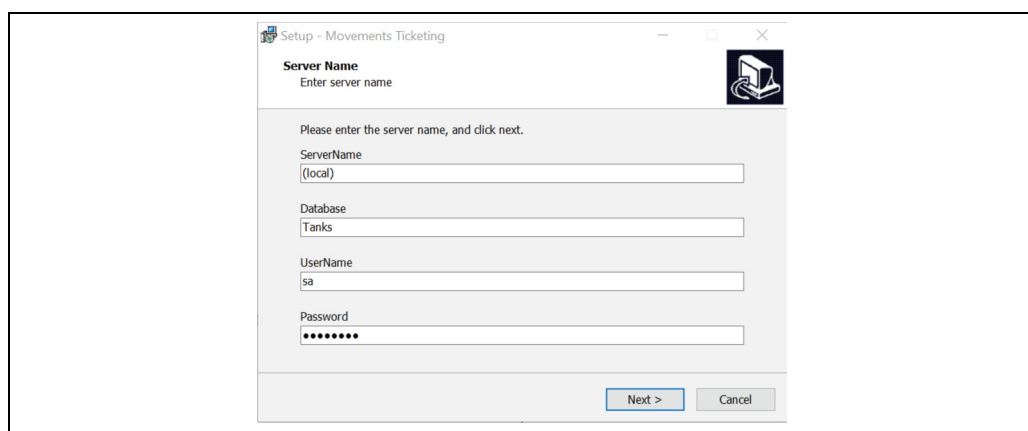 Setup - Movements Ticketing
Server Name
Enter server name
Please enter the server name, and click next.
ServerName
(local)
Database
Tanks
UserName
sa
Password
••••••••
Next >
Cancel